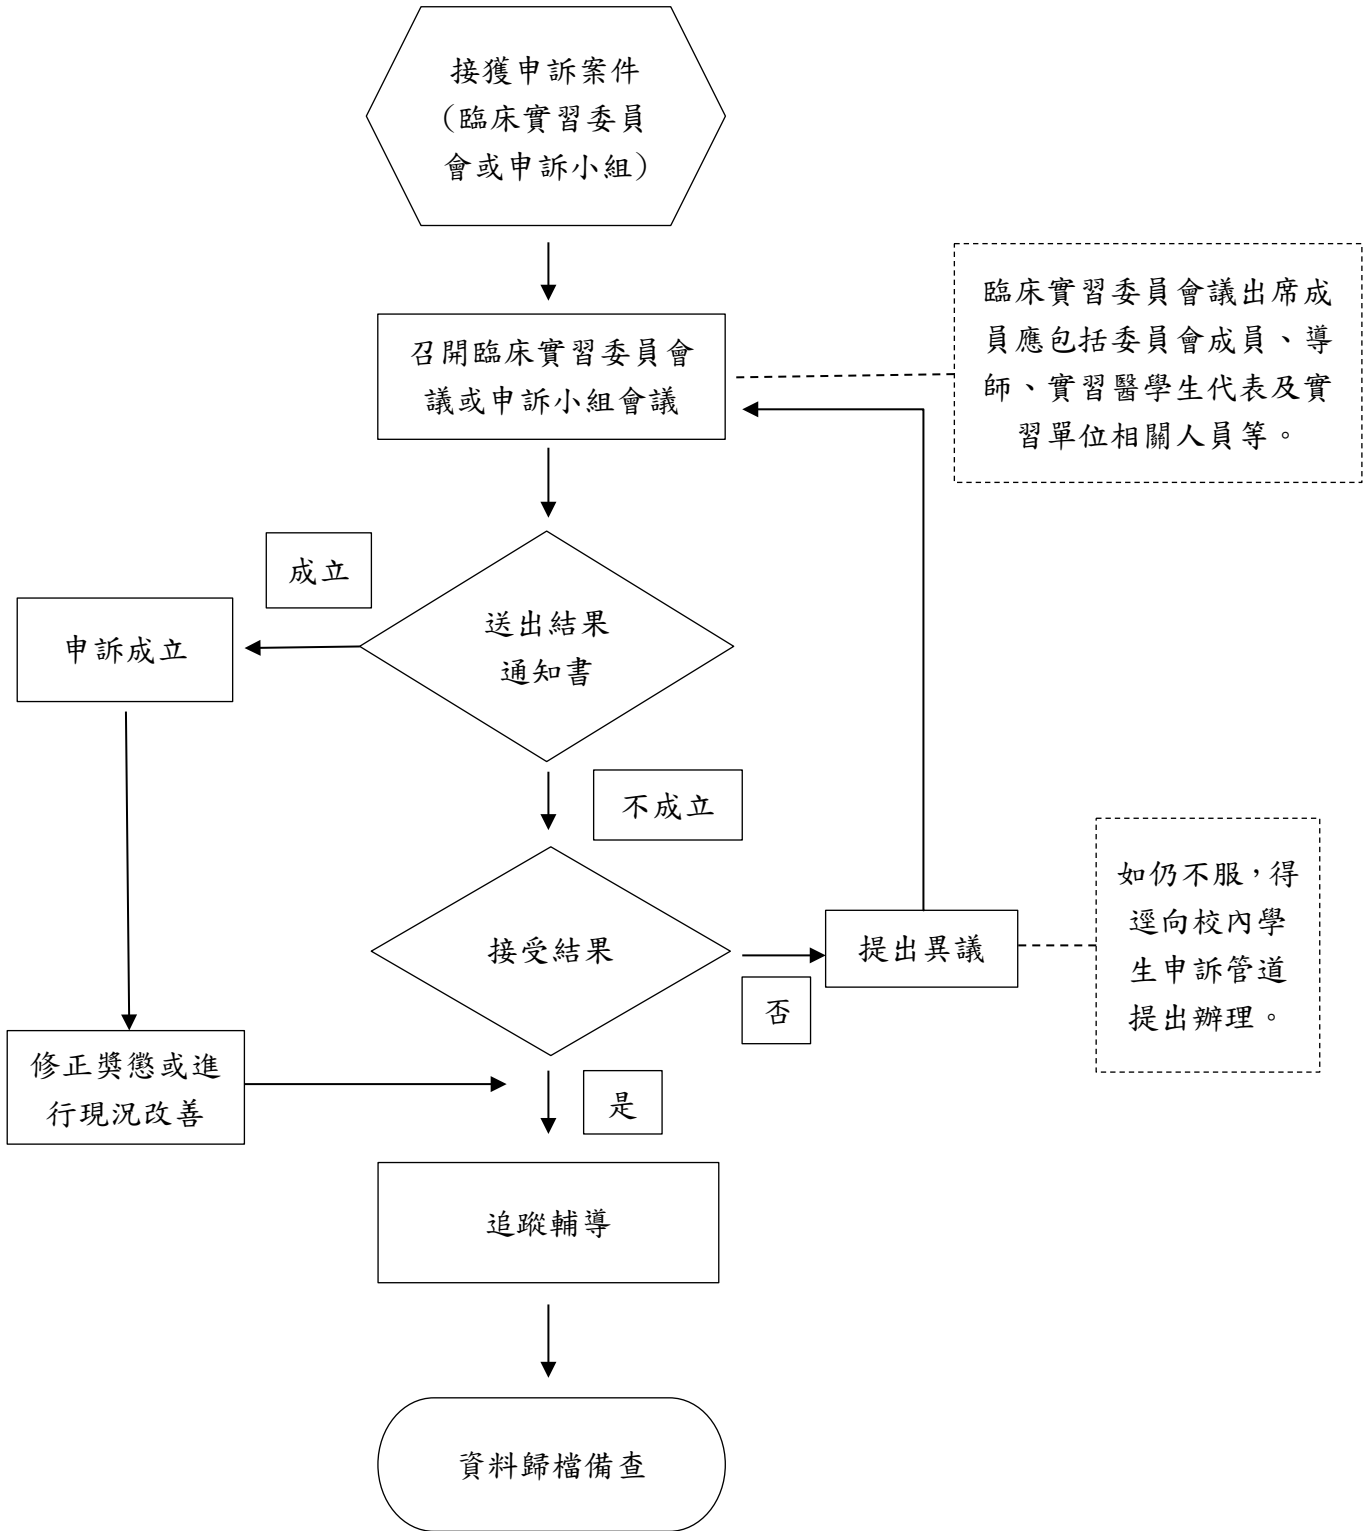 接獲申訴案件
(臨床實習委員
會或申訴小組)
臨床實習委員會議出席成
員應包括委員會成員、導
師、實習醫學生代表及實
習單位相關人員等。
召開臨床實習委員會
議或申訴小組會議
成立
申訴成立
送出結果
通知書
不成立
接受結果
否
提出異議
如仍不服，得
逕向校內學
生申訴管道
提出辦理。
修正獎懲或進
行現況改善
是
追蹤輔導
資料歸檔備查